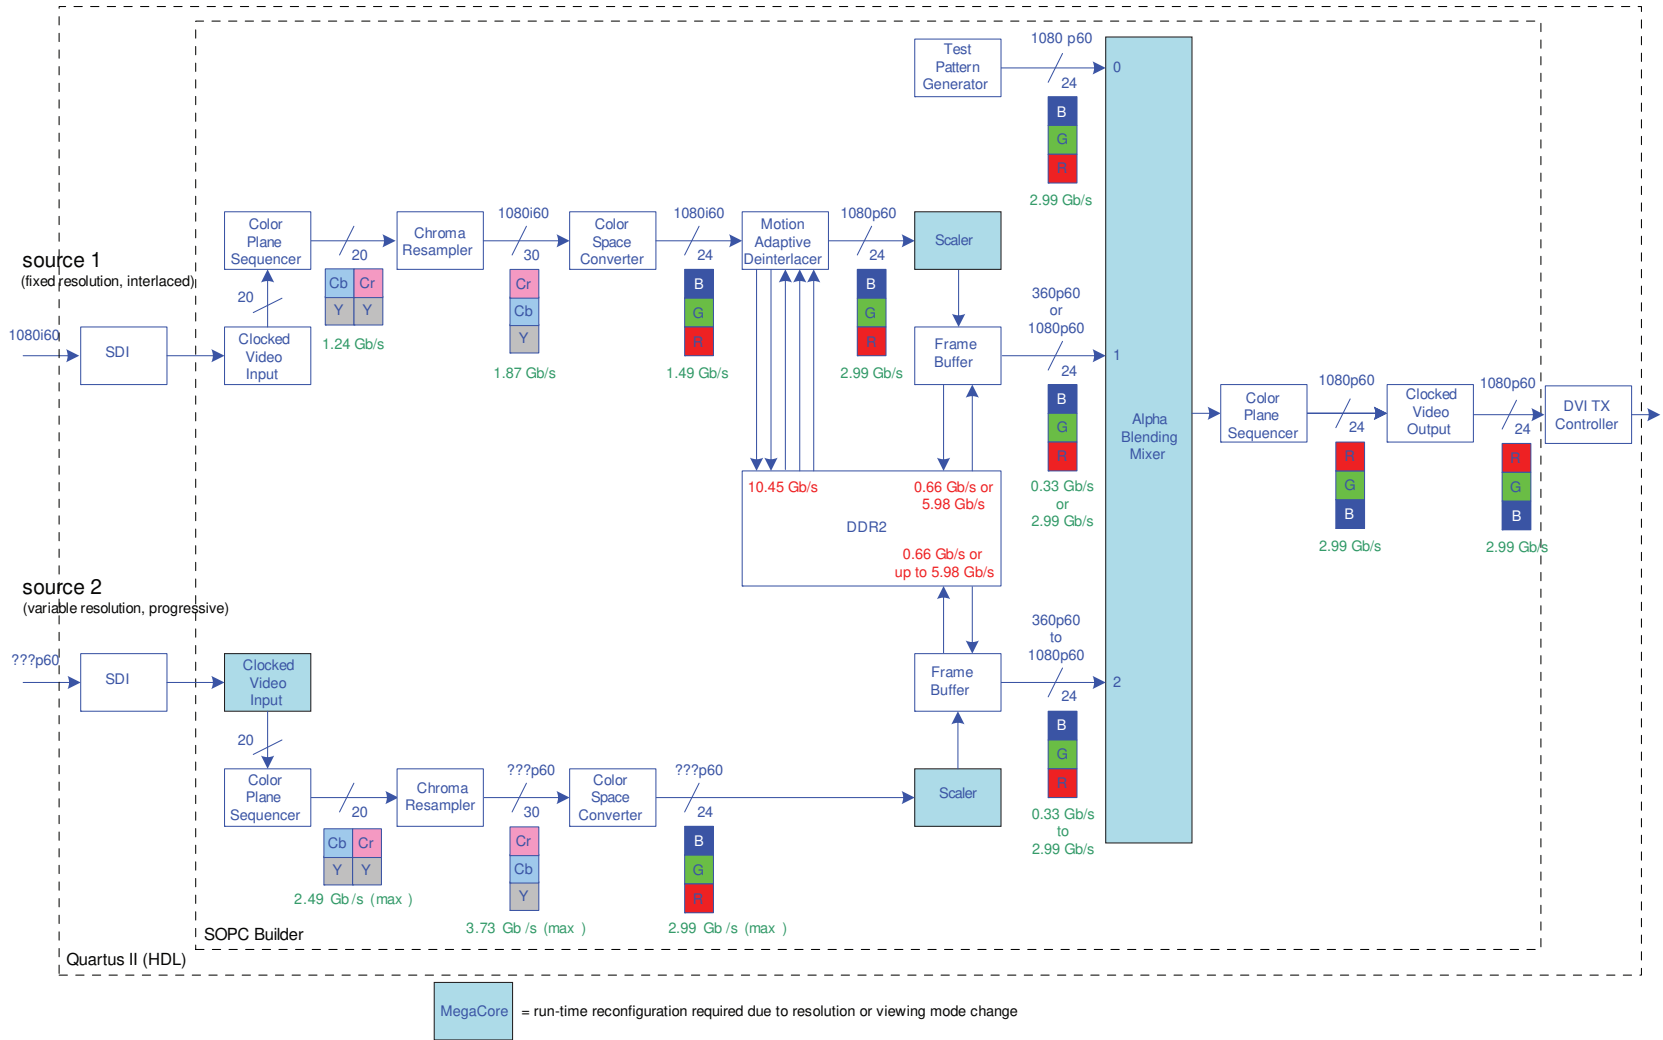 Test
Pattern
Generator
1080 p60
24
0
B
G
R
2.99 Gb/s
source 1
(fixed resolution, interlaced)
1080i60
SDI
Clocked
Video
Input
20
Color
Plane
Sequencer
20
Cb Cr
Y Y
1.24 Gb/s
Chroma
Resampler
1080i60
30
Cr
Cb
Y
1.87 Gb/s
Color
Space
Converter
1080i60
24
B
G
R
1.49 Gb/s
Motion
Adaptive
Deinterlacer
1080p60
24
B
G
R
2.99 Gb/s
Scaler
Frame
Buffer
360p60
or
1080p60
24
1
B
G
R
0.33 Gb/s
or
2.99 Gb/s
10.45 Gb/s
0.66 Gb/s or
5.98 Gb/s
DDR2
0.66 Gb/s or
up to 5.98 Gb/s
Alpha
Blending
Mixer
Color
Plane
Sequencer
1080p60
24
R
G
B
2.99 Gb/s
Clocked
Video
Output
1080p60
24
R
G
B
2.99 Gb/s
DVI TX
Controller
source 2
(variable resolution, progressive)
???p60
SDI
Clocked
Video
Input
20
Color
Plane
Sequencer
20
Cb Cr
Y Y
2.49 Gb/s (max )
Chroma
Resampler
???p60
30
Cr
Cb
Y
3.73 Gb/s (max )
Color
Space
Converter
???p60
24
B
G
R
2.99 Gb/s (max )
Scaler
Frame
Buffer
360p60
to
1080p60
24
2
B
G
R
0.33 Gb/s
to
2.99 Gb/s
SOPC Builder
Quartus II (HDL)
MegaCore = run-time reconfiguration required due to resolution or viewing mode change